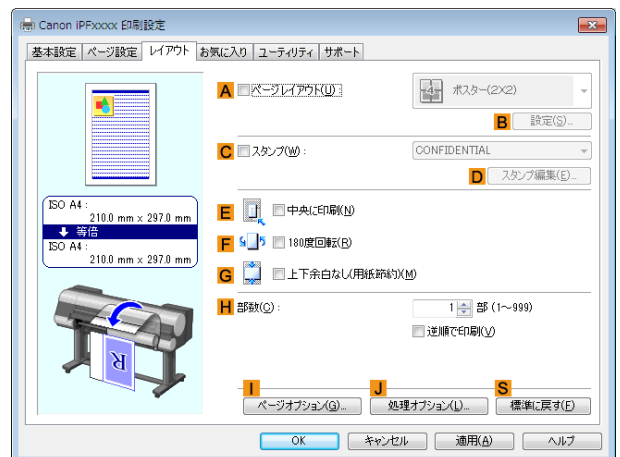 Canon iPFxxxx 印刷設定
基本設定 ページ設定 レイアウト お気に入り ユーティリティ サポート
A ページレイアウト(U) : 4 ポスター(2X2)
B 設定(S)...
C スタンプ(W) : CONFIDENTIAL
D スタンプ編集(E)...
ISO A4 :
210.0 mm x 297.0 mm
等倍
ISO A4 :
210.0 mm x 297.0 mm
E 中央に印刷(N)
F 180度回転(R)
G 上下余白なし(用紙節約)(M)
H 部数(C) : 1 部 (1～999)
逆順で印刷(V)
R
I J S
ページオプション(G)... 処理オプション(L)... 標準に戻す(F)
OK キャンセル 適用(A) ヘルプ